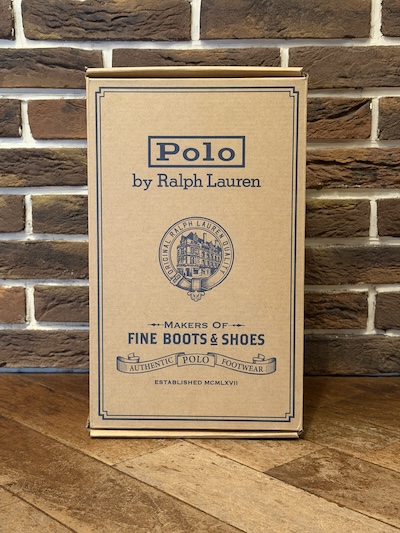 Polo
by Ralph Lauren
ORIGINAL RALPH LAUREN QUALITY
MAKERS OF
FINE BOOTS & SHOES
AUTHENTIC POLO FOOTWEAR
ESTABLISHED MCMLXVII